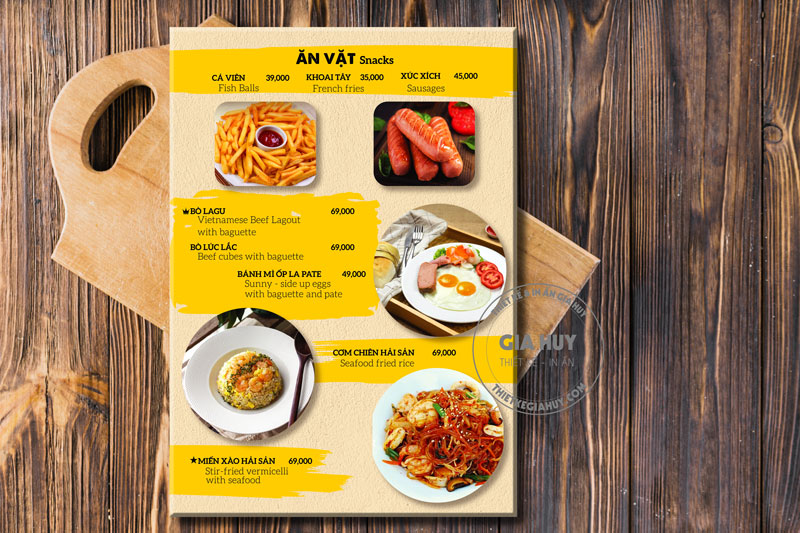 ĂN VẶT Snacks
CÁ VIÊN 39,000 KHOAI TÂY 35,000 XÚC XÍCH 45,000
Fish Balls French fries Sausages
BÒ LAGU 69,000
Vietnamese Beef Lagout
with baguette
BÒ LÚC LẮC 69,000
Beef cubes with baguette
BÁNH MÌ ỐP LA PATE 49,000
Sunny - side up eggs
with baguette and pate
CƠM CHIÊN HẢI SẢN 69,000
Seafood fried rice
MIẾN XÀO HẢI SẢN 69,000
Stir-fried vermicelli
with seafood
THIẾT KẾ & IN ẤN GIA HUY
GIA HUY
THIẾT KẾ - IN ẤN
THIETKEGIAHUY.COM